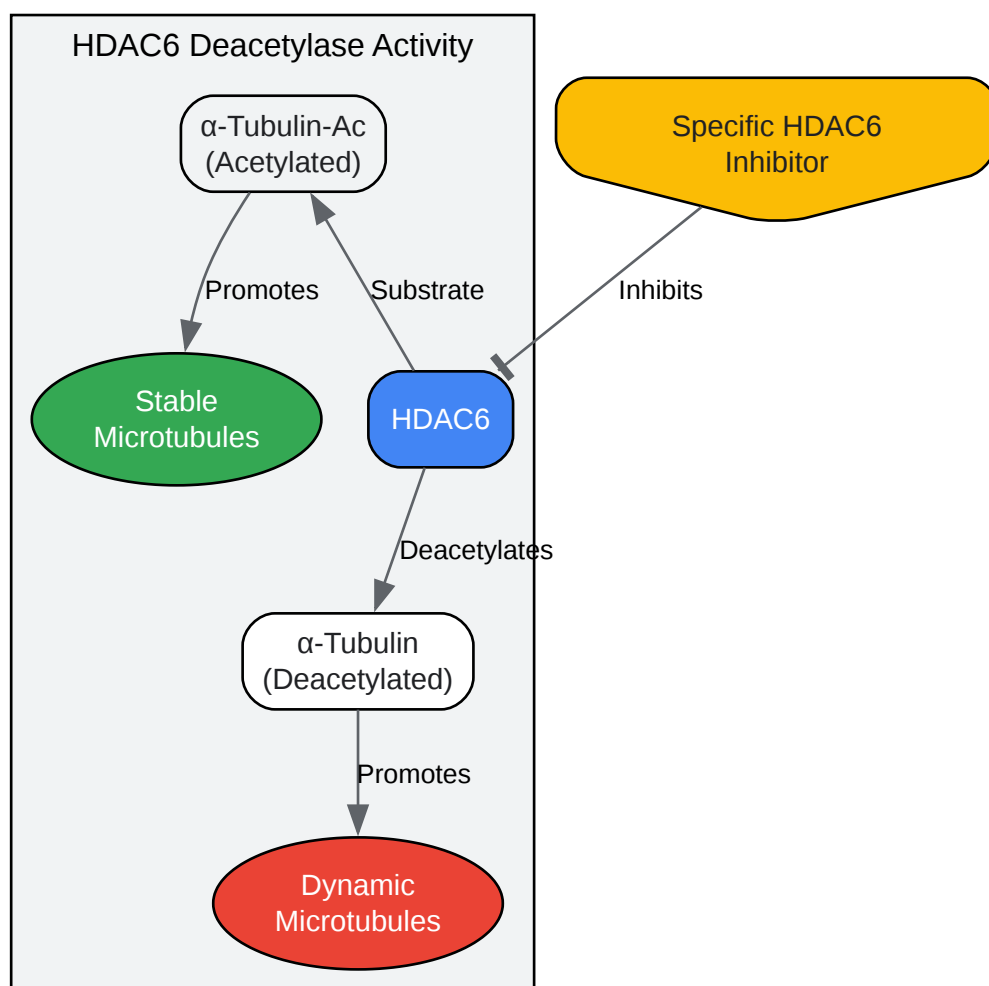 HDAC6 Deacetylase Activity
α-Tubulin-Ac
(Acetylated)
Specific HDAC6
Inhibitor
Promotes
Substrate
Inhibits
Stable
Microtubules
HDAC6
Deacetylates
α-Tubulin
(Deacetylated)
Promotes
Dynamic
Microtubules